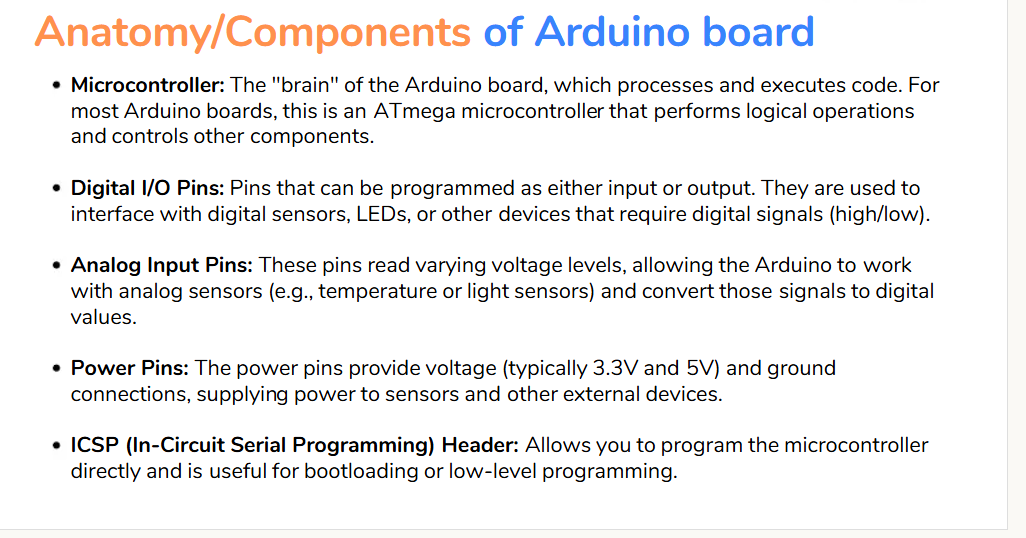 Anatomy/Components of Arduino board
• Microcontroller: The "brain" of the Arduino board, which processes and executes code. For
most Arduino boards, this is an ATmega microcontroller that performs logical operations
and controls other components.
• Digital I/O Pins: Pins that can be programmed as either input or output. They are used to
interface with digital sensors, LEDs, or other devices that require digital signals (high/low).
• Analog Input Pins: These pins read varying voltage levels, allowing the Arduino to work
with analog sensors (e.g., temperature or light sensors) and convert those signals to digital
values.
• Power Pins: The power pins provide voltage (typically 3.3V and 5V) and ground
connections, supplying power to sensors and other external devices.
• ICSP (In-Circuit Serial Programming) Header: Allows you to program the microcontroller
directly and is useful for bootloading or low-level programming.